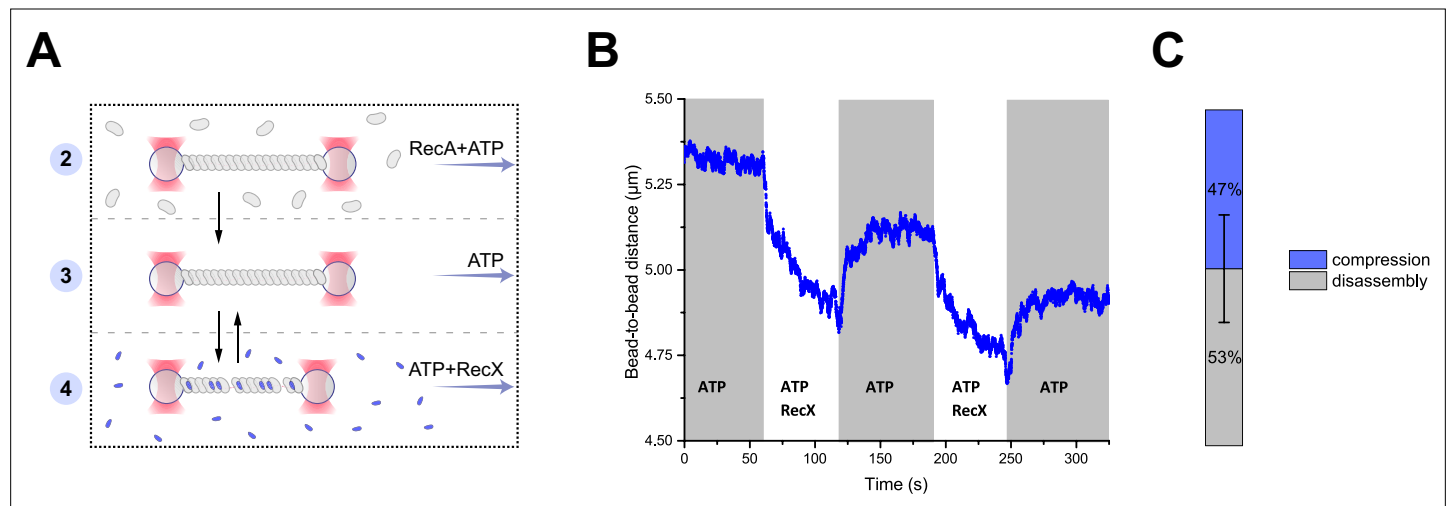 A
2
RecA+ATP
3
ATP
4
ATP+RecX
B
Bead-to-bead distance (μm)
5.50
5.25
5.00
4.75
4.50
ATP
ATP
RecX
ATP
ATP
RecX
ATP
0
50
100
150
200
250
300
Time (s)
C
47%
53%
compression
disassembly